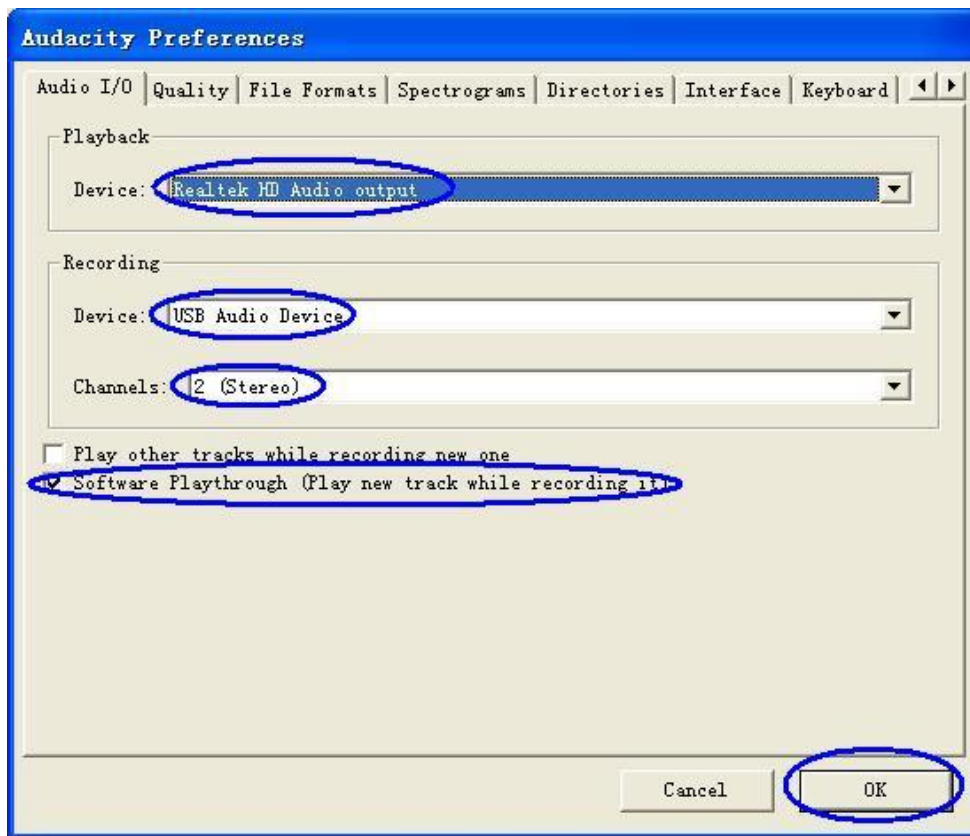 Audacity Preferences
Audio I/O Quality File Formats Spectrograms Directories Interface Keyboard
Playback
Device: Realtek HD Audio output
Recording
Device: USB Audio Device
Channels: 2 (Stereo)
Play other tracks while recording new one
Software Playthrough (Play new track while recording it)
Cancel OK